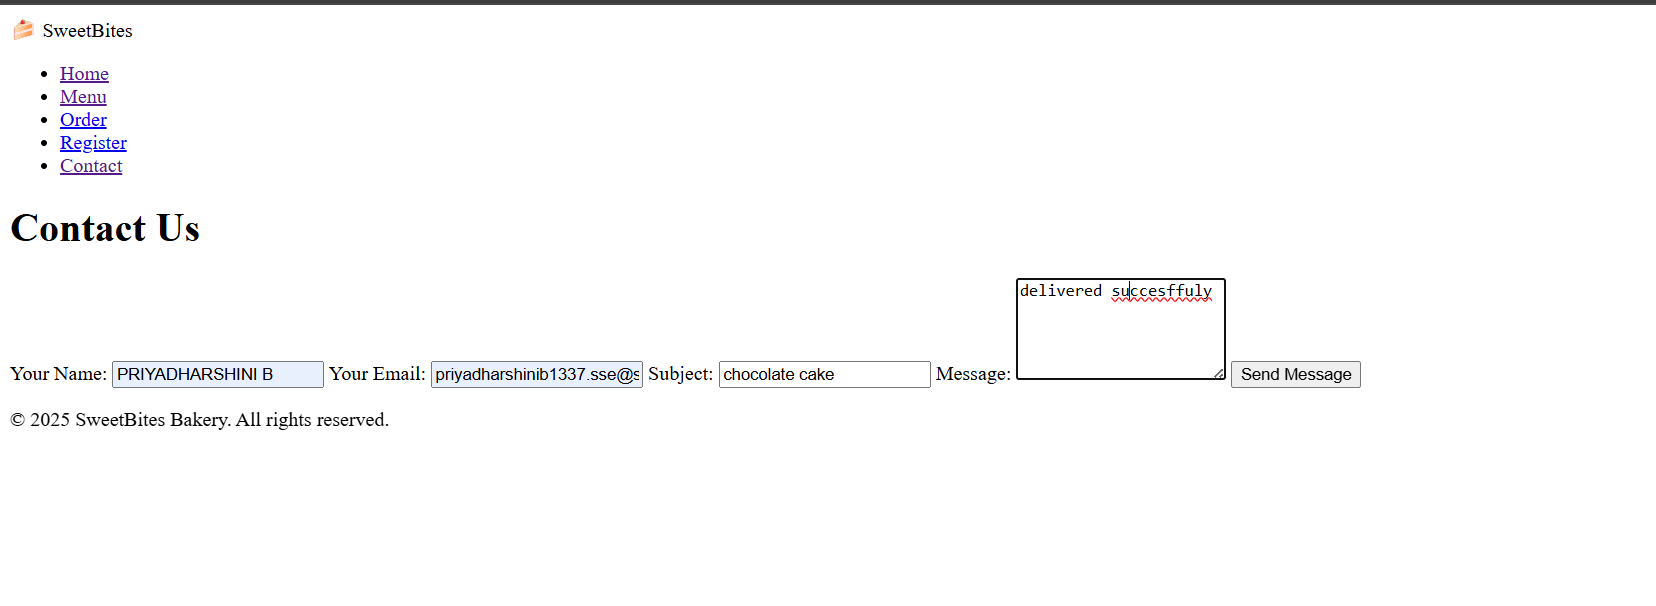 SweetBites
Home
Menu
Order
Register
Contact
Contact Us
delivered succesffuly
Your Name: PRIYADHARSHINI B Your Email: priyadharshinib1337.sse@s Subject: chocolate cake Message: Send Message
© 2025 SweetBites Bakery. All rights reserved.